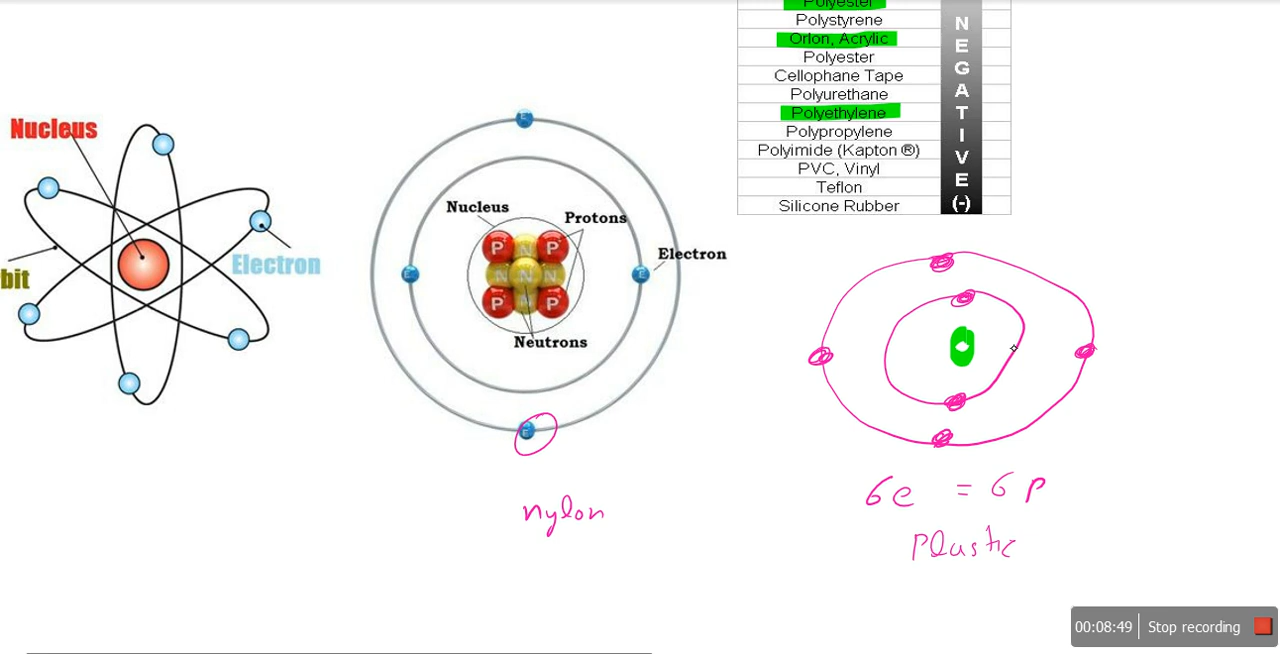 Polyester
Polystyrene
Orlon, Acrylic
Polyester
Cellophane Tape
Polyurethane
Polyethylene
Polypropylene
Polyimide (Kapton ®)
PVC, Vinyl
Teflon
Silicone Rubber
NEGATIVE(-)
Nucleus
bit
Electron
E
Nucleus
Protons
Electron
P N P
E N N N E
P N P
Neutrons
E
nylon
6e = 6p
Plastic
00:08:49 Stop recording